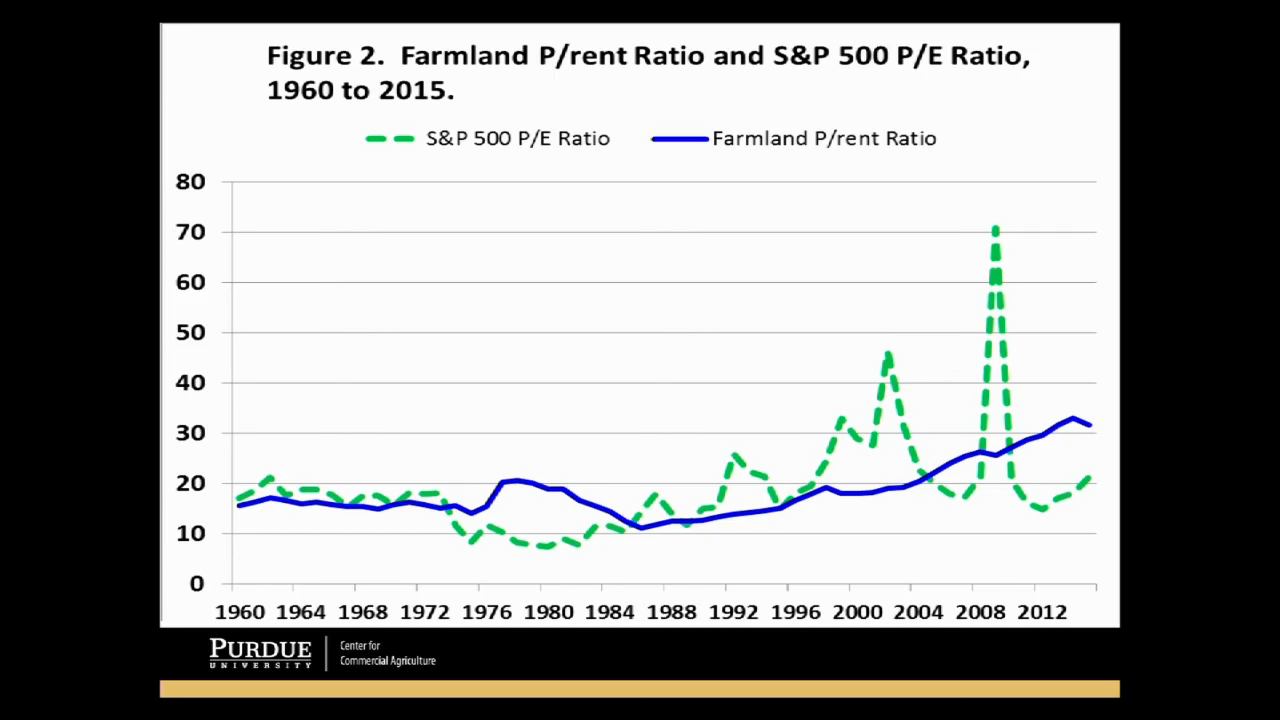 Figure 2. Farmland P/rent Ratio and S&P 500 P/E Ratio,
1960 to 2015.
S&P 500 P/E Ratio
Farmland P/rent Ratio
80
70
60
50
40
30
20
10
0
1960 1964 1968 1972 1976 1980 1984 1988 1992 1996 2000 2004 2008 2012
PURDUE
UNIVERSITY
Center for
Commercial Agriculture